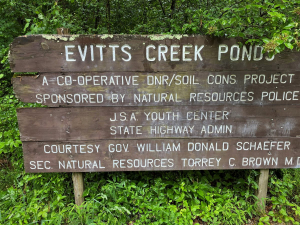 EVITTS CREEK PONDS
A-CO-OPERATIVE DNR/SOIL CONS PROJECT
SPONSORED BY NATURAL RESOURCES POLICE
J.S.A. YOUTH CENTER
STATE HIGHWAY ADMIN
COURTESY GOV. WILLIAM DONALD SCHAEFER
SEC. NATURAL RESOURCES TORREY C. BROWN M.D.